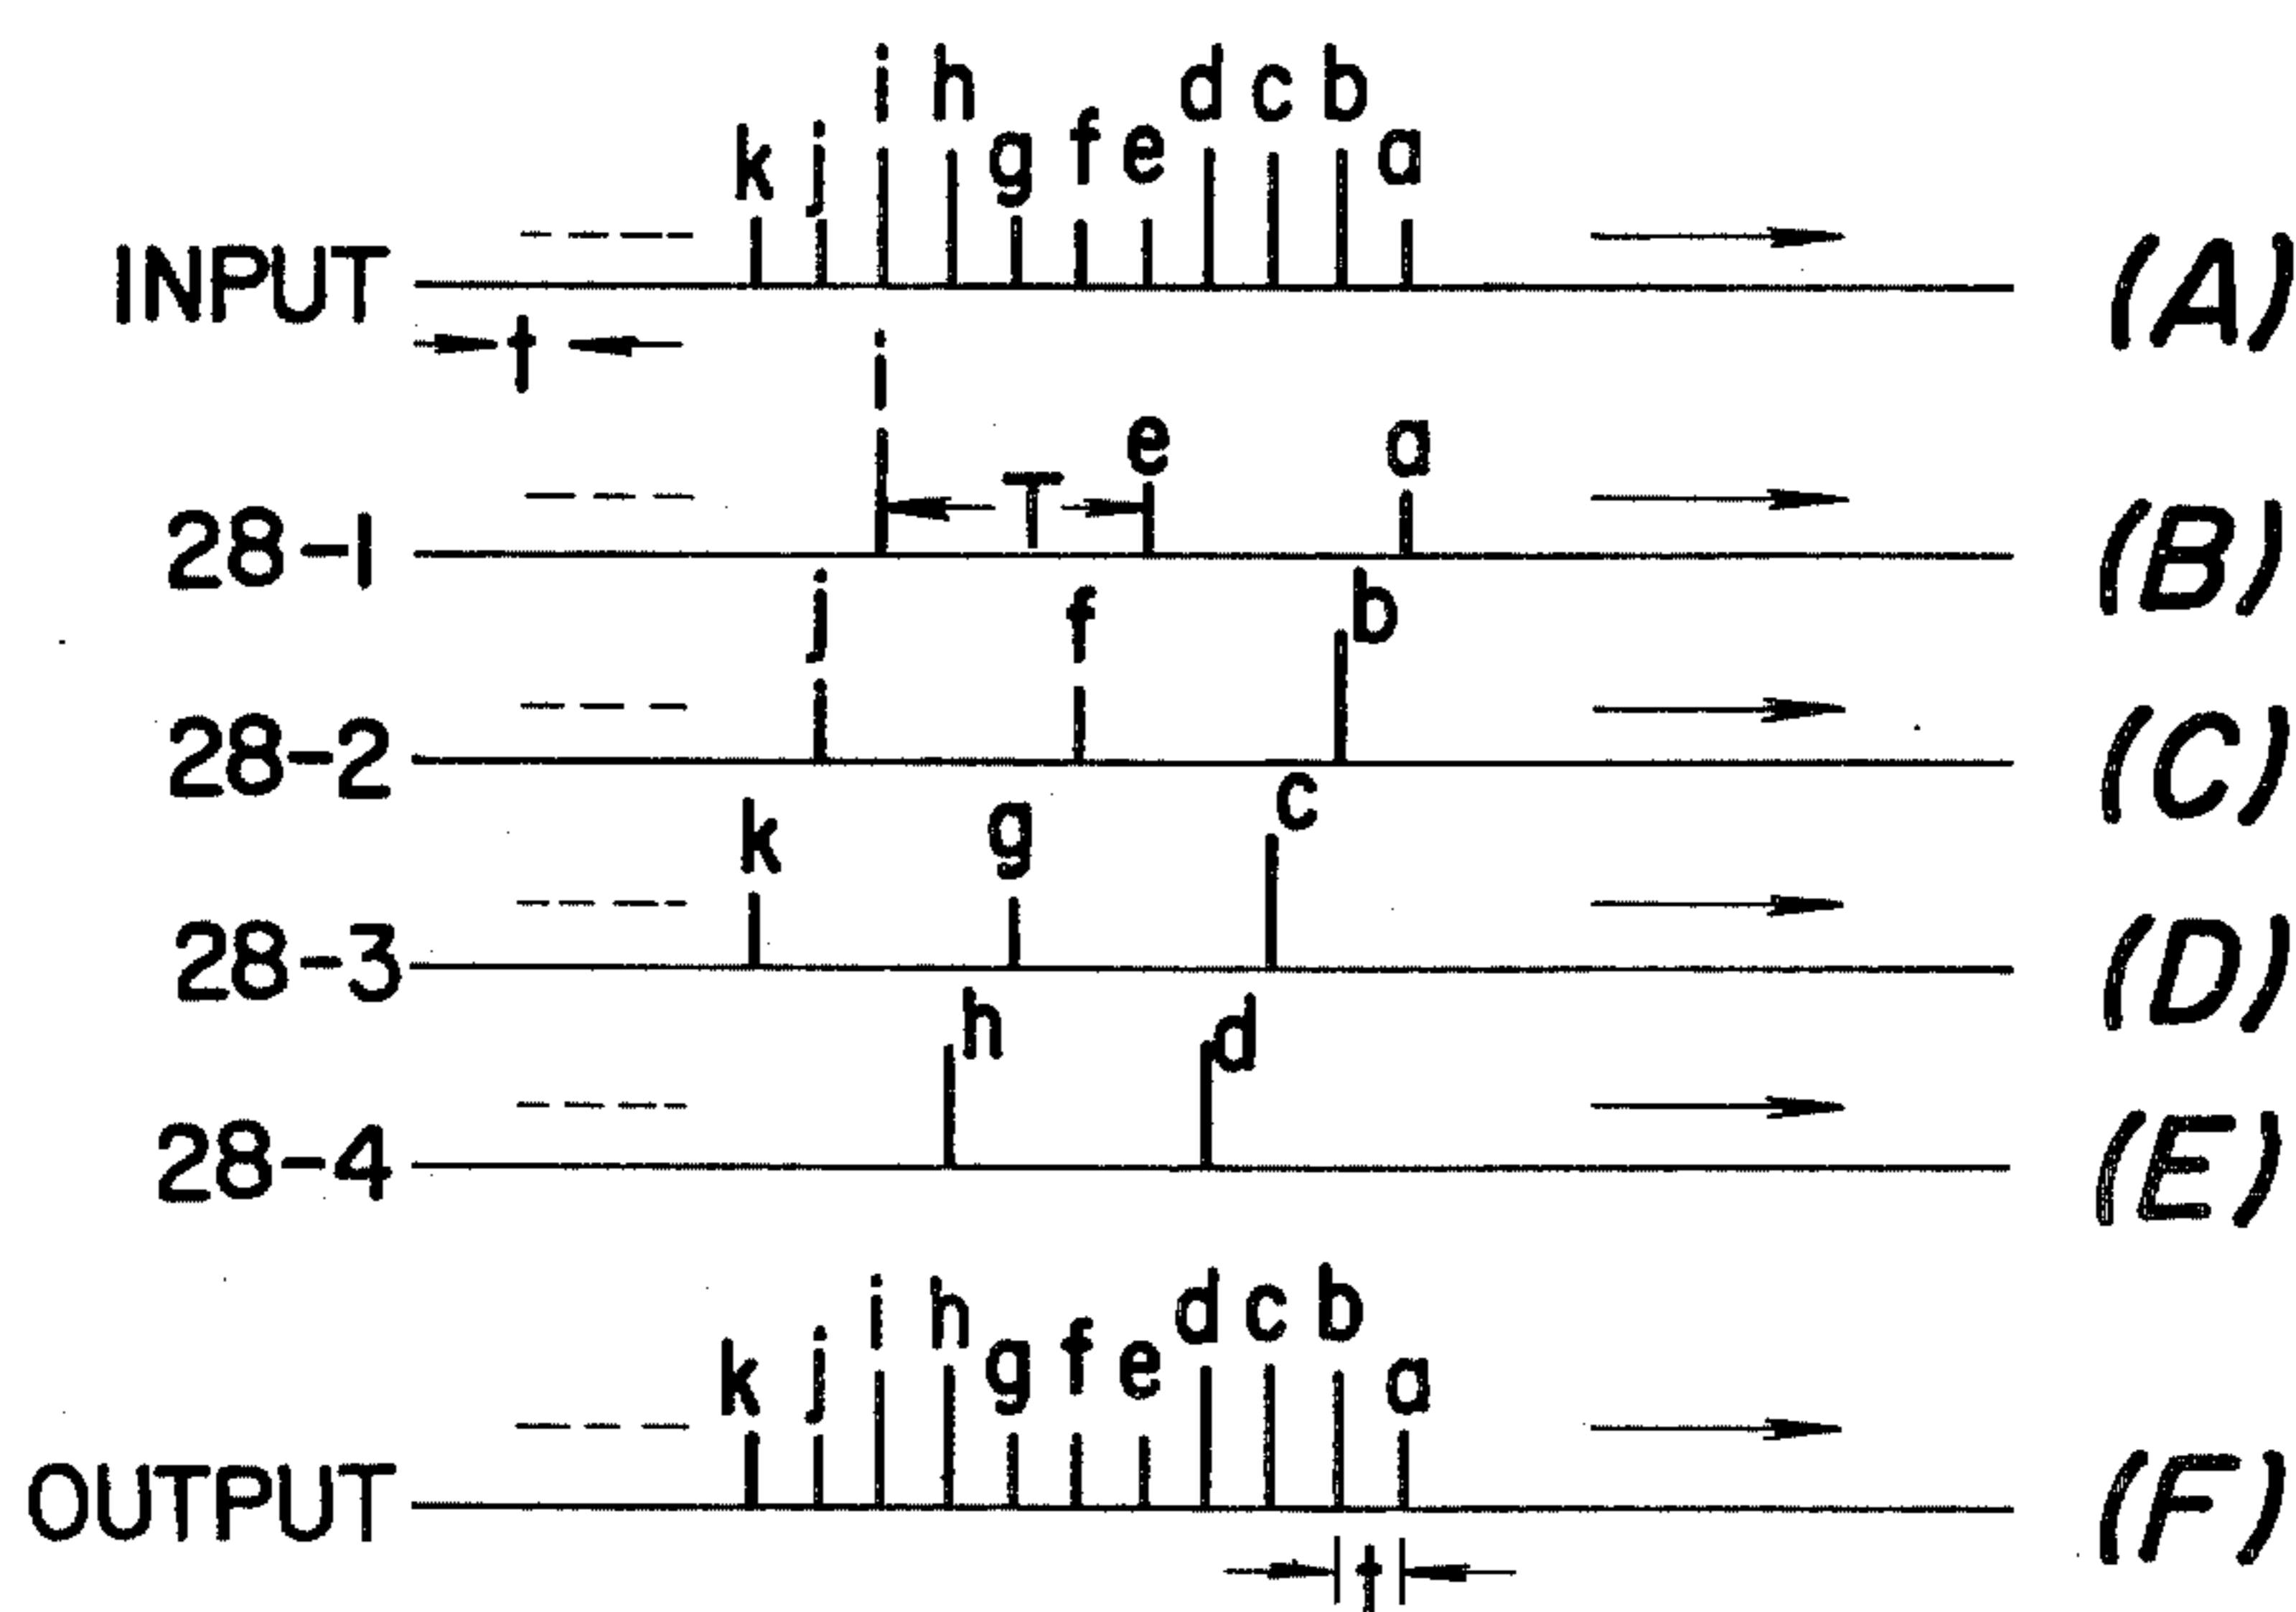 i h d c b
k j g f e a
INPUT (A)
t
i
e a
T
28-1 (B)
j f b
28-2 (C)
k g c
28-3 (D)
h d
28-4 (E)
i h d c b
k j g f e a
OUTPUT (F)
t